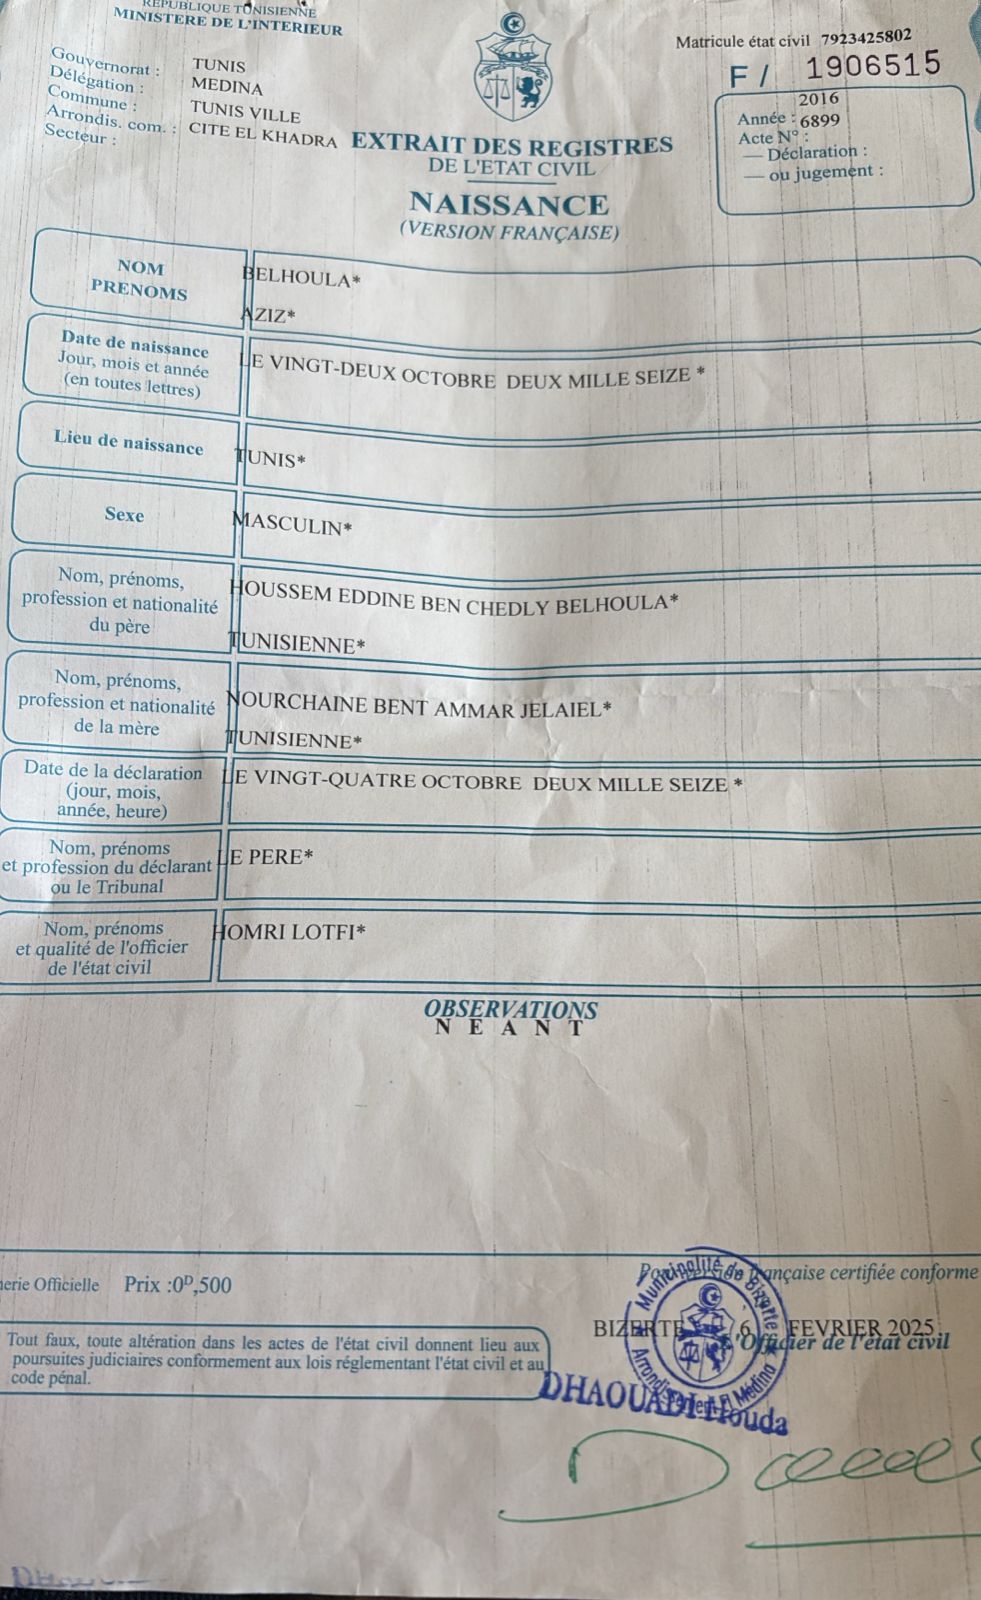 REPUBLIQUE TUNISIENNE
MINISTERE DE L'INTERIEUR
Gouvernorat : TUNIS
Délégation : MEDINA
Commune : TUNIS VILLE
Arrondis. com. : CITE EL KHADRA
Secteur :
Matricule état civil 7923425802
F / 1906515
2016
Année : 6899
Acte N° :
— Déclaration :
— ou jugement :
EXTRAIT DES REGISTRES
DE L'ETAT CIVIL
NAISSANCE
(VERSION FRANÇAISE)
NOM
PRENOMS
BELHOULA*
AZIZ*
Date de naissance
Jour, mois et année
(en toutes lettres)
LE VINGT-DEUX OCTOBRE DEUX MILLE SEIZE *
Lieu de naissance
TUNIS*
Sexe
MASCULIN*
Nom, prénoms,
profession et nationalité
du père
HOUSSEM EDDINE BEN CHEDLY BELHOULA*
TUNISIENNE*
Nom, prénoms,
profession et nationalité
de la mère
NOURCHAINE BENT AMMAR JELAIEL*
TUNISIENNE*
Date de la déclaration
(jour, mois,
année, heure)
LE VINGT-QUATRE OCTOBRE DEUX MILLE SEIZE *
Nom, prénoms
et profession du déclarant
ou le Tribunal
LE PERE*
Nom, prénoms
et qualité de l'officier
de l'état civil
HOMRI LOTFI*
OBSERVATIONS
N E A N T
Officielle Prix :0ᴰ,500
Tout faux, toute altération dans les actes de l'état civil donnent lieu aux
poursuites judiciaires conformement aux lois réglementant l'état civil et au
code pénal.
française certifiée conforme
BIZERTE 6 FEVRIER 2025
L'Officier de l'état civil
Municipalité de Bizerte
Arrondissement Médina
DHAOUADI Houda